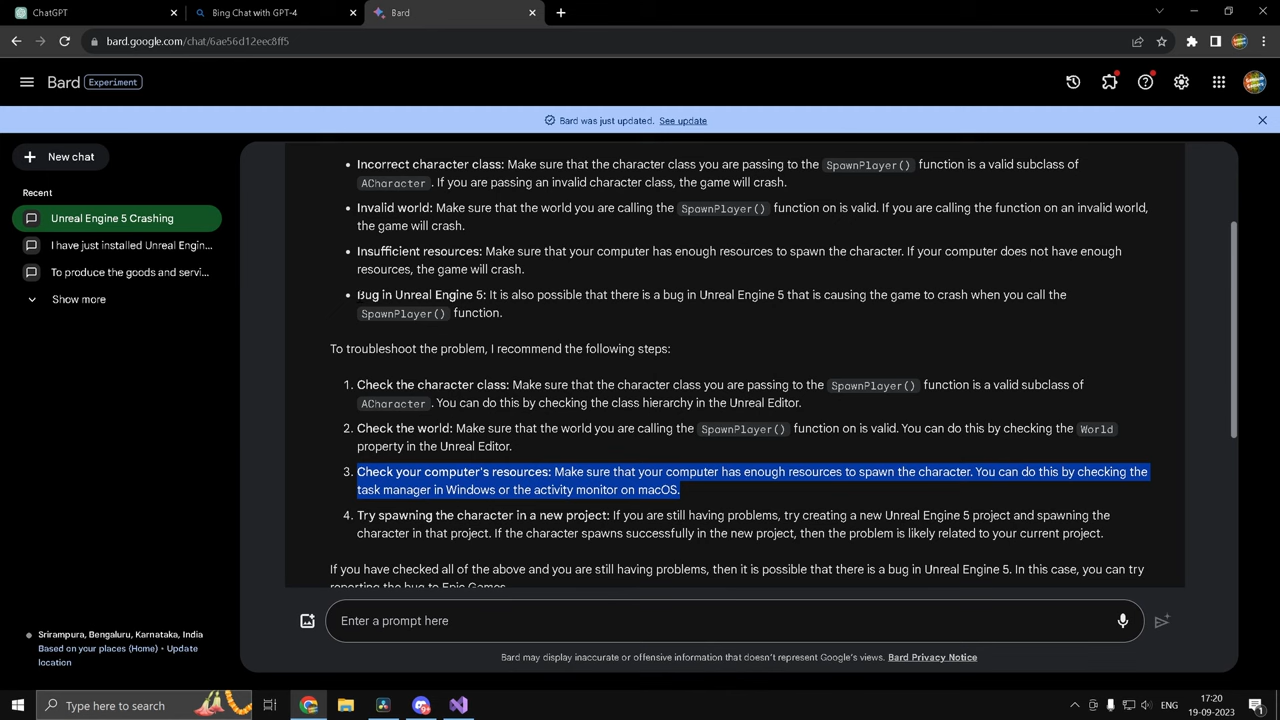 ChatGPT
Bing Chat with GPT-4
Bard
bard.google.com/chat/6ae56d12eec8ff5
Bard Experiment
Bard was just updated. See update
New chat
Recent
Unreal Engine 5 Crashing
I have just installed Unreal Engin...
To produce the goods and servi...
Show more
• Incorrect character class: Make sure that the character class you are passing to the SpawnPlayer() function is a valid subclass of
ACharacter. If you are passing an invalid character class, the game will crash.
• Invalid world: Make sure that the world you are calling the SpawnPlayer() function on is valid. If you are calling the function on an invalid world,
the game will crash.
• Insufficient resources: Make sure that your computer has enough resources to spawn the character. If your computer does not have enough
resources, the game will crash.
• Bug in Unreal Engine 5: It is also possible that there is a bug in Unreal Engine 5 that is causing the game to crash when you call the
SpawnPlayer() function.
To troubleshoot the problem, I recommend the following steps:
1. Check the character class: Make sure that the character class you are passing to the SpawnPlayer() function is a valid subclass of
ACharacter. You can do this by checking the class hierarchy in the Unreal Editor.
2. Check the world: Make sure that the world you are calling the SpawnPlayer() function on is valid. You can do this by checking the World
property in the Unreal Editor.
3. Check your computer's resources: Make sure that your computer has enough resources to spawn the character. You can do this by checking the
task manager in Windows or the activity monitor on macOS.
4. Try spawning the character in a new project: If you are still having problems, try creating a new Unreal Engine 5 project and spawning the
character in that project. If the character spawns successfully in the new project, then the problem is likely related to your current project.
If you have checked all of the above and you are still having problems, then it is possible that there is a bug in Unreal Engine 5. In this case, you can try
reporting the bug to Epic Games.
Enter a prompt here
Bard may display inaccurate or offensive information that doesn't represent Google's views. Bard Privacy Notice
Srirampura, Bengaluru, Karnataka, India
Based on your places (Home) • Update
location
Type here to search
ENG
17:20
19-09-2023
1